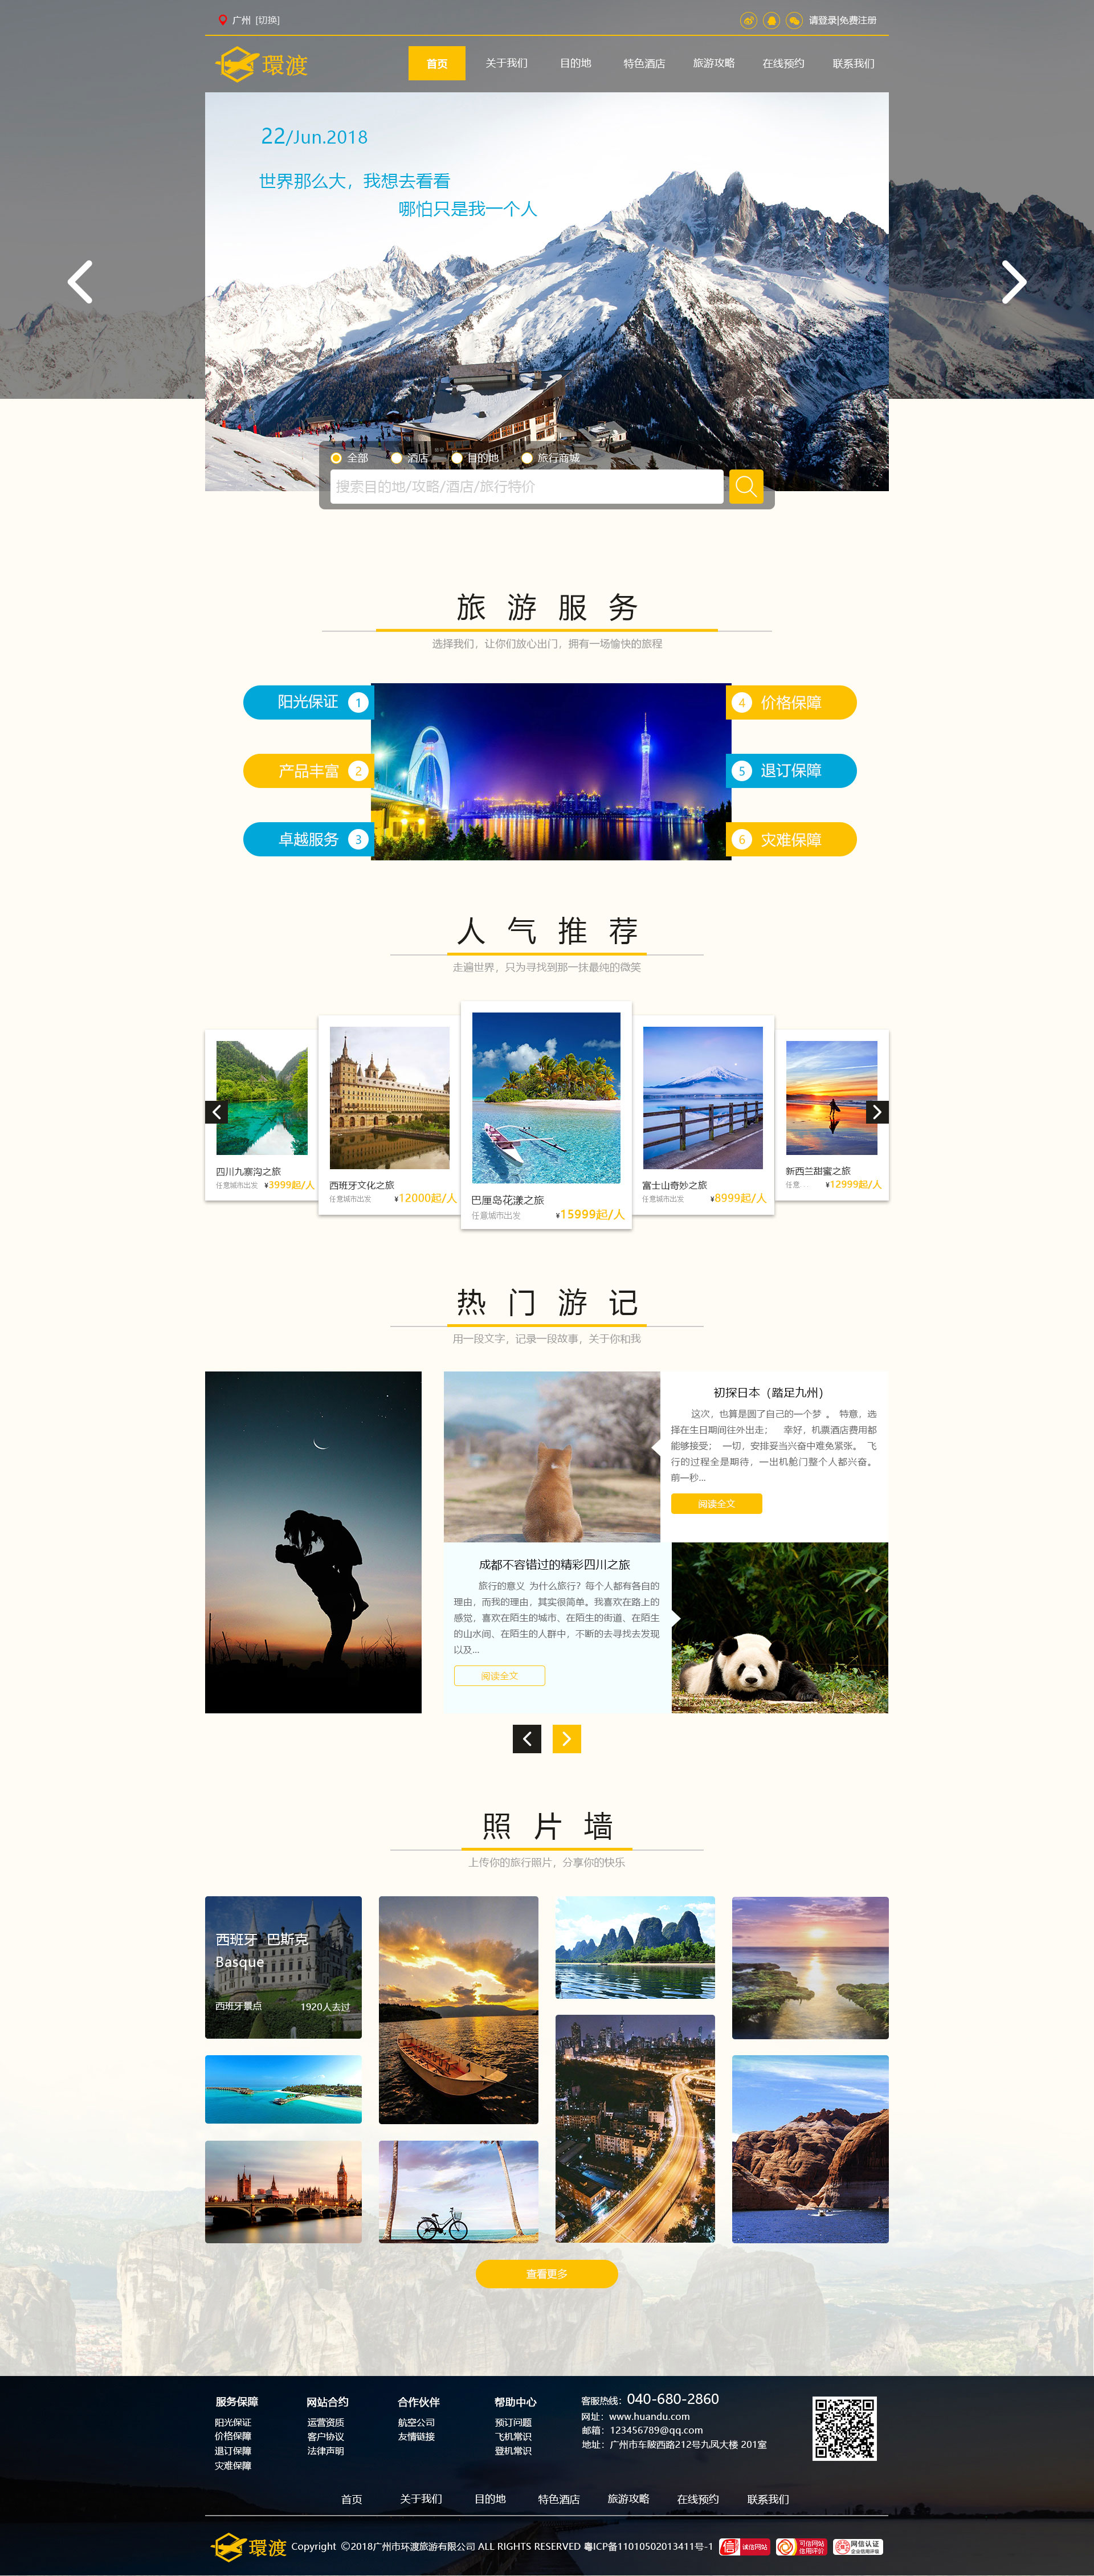 广州 [切换]
请登录|免费注册
環渡
首页 关于我们 目的地 特色酒店 旅游攻略 在线预约 联系我们
22/Jun.2018
世界那么大，我想去看看
哪怕只是我一个人
全部 酒店 目的地 旅行商城
搜索目的地/攻略/酒店/旅行特价
旅游服务
选择我们，让你们放心出门，拥有一场愉快的旅程
阳光保证 1
4 价格保障
产品丰富 2
5 退订保障
卓越服务 3
6 灾难保障
人气推荐
走遍世界，只为寻找到那一抹最纯的微笑
四川九寨沟之旅
任意城市出发 ¥3999起/人
西班牙文化之旅
任意城市出发 ¥12000起/人
巴厘岛花漾之旅
任意城市出发 ¥15999起/人
富士山奇妙之旅
任意城市出发 ¥8999起/人
新西兰甜蜜之旅
任意... ¥12999起/人
热门游记
用一段文字，记录一段故事，关于你和我
初探日本（踏足九州）
这次，也算是圆了自己的一个梦 。 特意，选
择在生日期间往外出走； 幸好，机票酒店费用都
能够接受； 一切，安排妥当兴奋中难免紧张。 飞
行的过程全是期待，一出机舱门整个人都兴奋。
前一秒...
阅读全文
成都不容错过的精彩四川之旅
旅行的意义 为什么旅行？每个人都有各自的
理由，而我的理由，其实很简单。我喜欢在路上的
感觉，喜欢在陌生的城市、在陌生的街道、在陌生
的山水间、在陌生的人群中，不断的去寻找去发现
以及...
阅读全文
照片墙
上传你的旅行照片，分享你的快乐
西班牙 巴斯克
Basque
西班牙景点 1920人去过
查看更多
服务保障
阳光保证
价格保障
退订保障
灾难保障
网站合约
运营资质
客户协议
法律声明
合作伙伴
航空公司
友情链接
帮助中心
预订问题
飞机常识
登机常识
客服热线：040-680-2860
网址：www.huandu.com
邮箱：123456789@qq.com
地址：广州市车陂西路212号九凤大楼 201室
首页 关于我们 目的地 特色酒店 旅游攻略 在线预约 联系我们
環渡 Copyright ©2018广州市环渡旅游有限公司 ALL RIGHTS RESERVED 粤ICP备11010502013411号-1
信 诚信网站
可信网站
信用评价
网信认证
企业信用评级